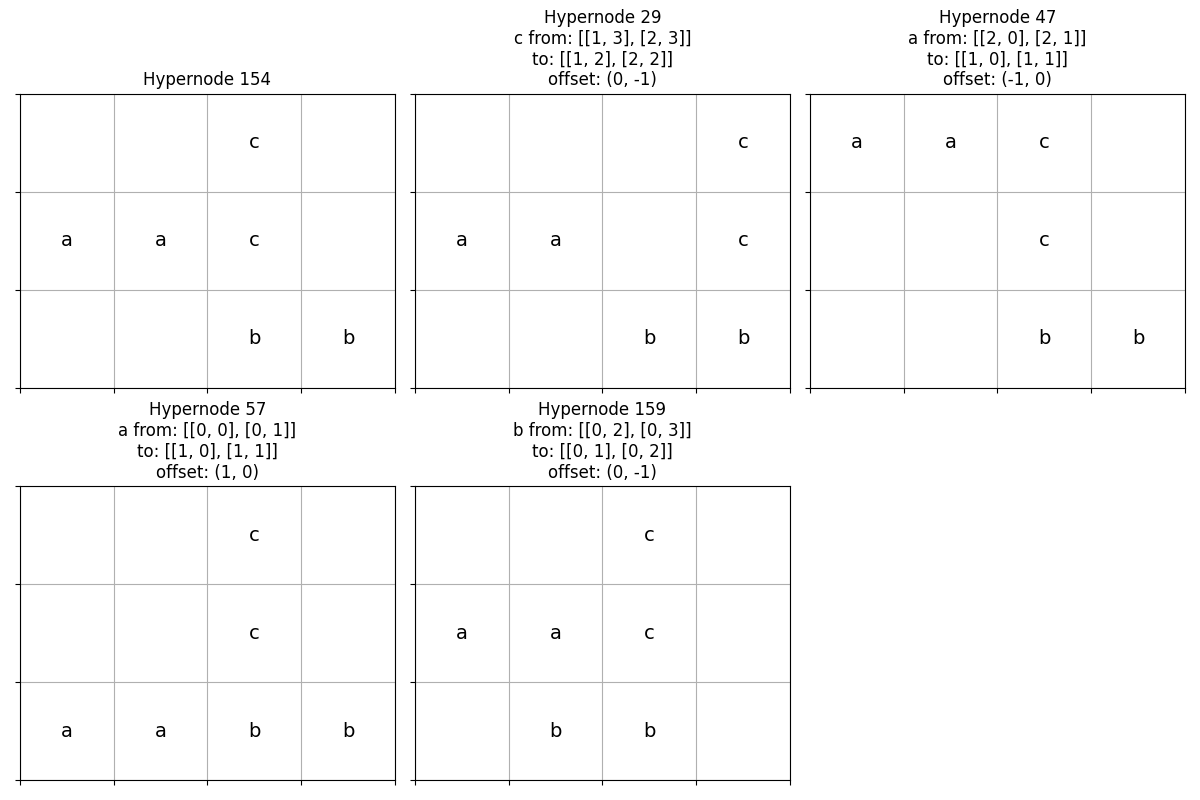 Hypernode 154
c
a a c
b b
Hypernode 29
c from: [[1, 3], [2, 3]]
to: [[1, 2], [2, 2]]
offset: (0, -1)
c
a a c
b b
Hypernode 47
a from: [[2, 0], [2, 1]]
to: [[1, 0], [1, 1]]
offset: (-1, 0)
a a c
c
b b
Hypernode 57
a from: [[0, 0], [0, 1]]
to: [[1, 0], [1, 1]]
offset: (1, 0)
c
c
a a b b
Hypernode 159
b from: [[0, 2], [0, 3]]
to: [[0, 1], [0, 2]]
offset: (0, -1)
c
a a c
b b